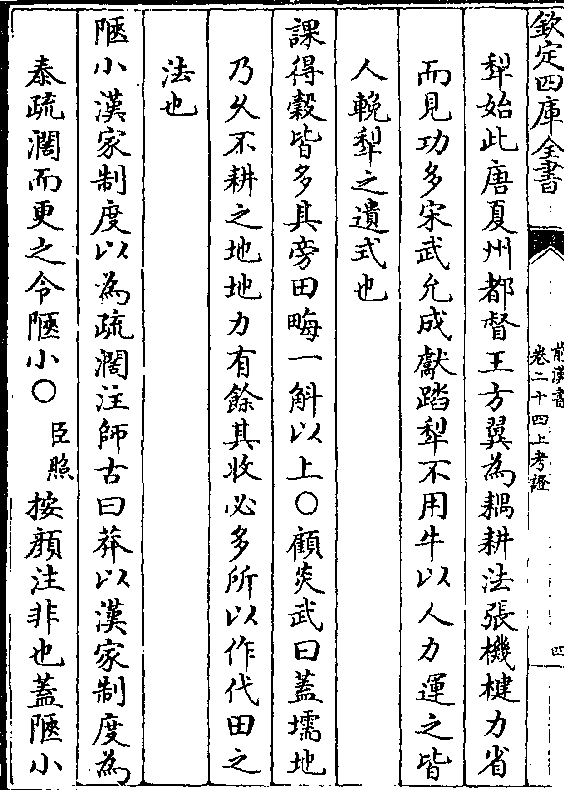 欽定四庫全書
前漢書
卷二十四上考證
四
犁始此唐夏州都督王方翼為耦耕法張機楗力省
而見功多宋武允成獻踏犁不用牛以人力運之皆
人輓犁之遺式也
課得穀皆多其旁田畮一斛以上○顧炎武曰蓋壖地
乃久不耕之地地力有餘其收必多所以作代田之
法也
陿小漢家制度以為疏濶注師古曰莽以漢家制度為
泰疏濶而更之令陿小○臣照按顏注非也蓋陿小